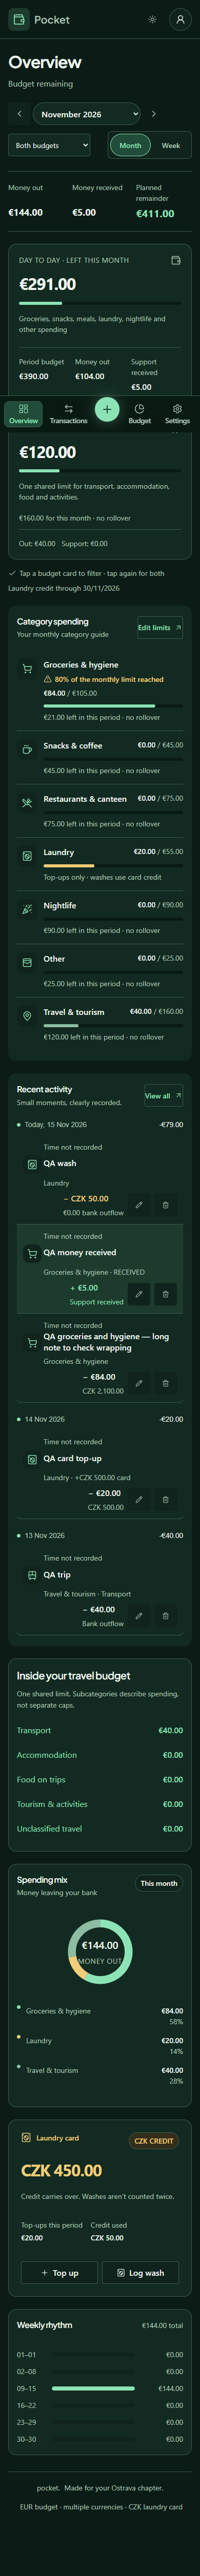 Pocket
Overview
Budget remaining
November 2026
Both budgets
Month
Week
Money out
Money received
Planned remainder
€144.00
€5.00
€411.00
DAY TO DAY · LEFT THIS MONTH
€291.00
Groceries, snacks, meals, laundry, nightlife and
other spending
Period budget
Money out
Support received
€390.00
€104.00
€5.00
Overview
Transactions
Budget
Settings
€120.00
One shared limit for transport, accommodation,
food and activities.
€160.00 for this month · no rollover
Out: €40.00 Support: €0.00
Tap a budget card to filter · tap again for both
Laundry credit through 30/11/2026
Category spending
Your monthly category guide
Edit limits
Groceries & hygiene
80% of the monthly limit reached
€84.00 / €105.00
€21.00 left in this period · no rollover
Snacks & coffee
€0.00 / €45.00
€45.00 left in this period · no rollover
Restaurants & canteen
€0.00 / €75.00
€75.00 left in this period · no rollover
Laundry
€20.00 / €55.00
Top-ups only · washes use card credit
Nightlife
€0.00 / €90.00
€90.00 left in this period · no rollover
Other
€0.00 / €25.00
€25.00 left in this period · no rollover
Travel & tourism
€40.00 / €160.00
€120.00 left in this period · no rollover
Recent activity
Small moments, clearly recorded.
View all
Today, 15 Nov 2026
-€79.00
Time not recorded
QA wash
Laundry
− CZK 50.00
€0.00 bank outflow
Time not recorded
QA money received
Groceries & hygiene · RECEIVED
+ €5.00
Support received
Time not recorded
QA groceries and hygiene — long
note to check wrapping
Groceries & hygiene
− €84.00
CZK 2,100.00
14 Nov 2026
-€20.00
Time not recorded
QA card top-up
Laundry · +CZK 500.00 card
− €20.00
CZK 500.00
13 Nov 2026
-€40.00
Time not recorded
QA trip
Travel & tourism · Transport
− €40.00
Bank outflow
Inside your travel budget
One shared limit. Subcategories describe spending,
not separate caps.
Transport
€40.00
Accommodation
€0.00
Food on trips
€0.00
Tourism & activities
€0.00
Unclassified travel
€0.00
Spending mix
Money leaving your bank
This month
€144.00
MONEY OUT
Groceries & hygiene
€84.00
58%
Laundry
€20.00
14%
Travel & tourism
€40.00
28%
Laundry card
CZK CREDIT
CZK 450.00
Credit carries over. Washes aren't counted twice.
Top-ups this period
Credit used
€20.00
CZK 50.00
Top up
Log wash
Weekly rhythm
€144.00 total
01–01
€0.00
02–08
€0.00
09–15
€144.00
16–22
€0.00
23–29
€0.00
30–30
€0.00
pocket. Made for your Ostrava chapter.
EUR budget · multiple currencies · CZK laundry card